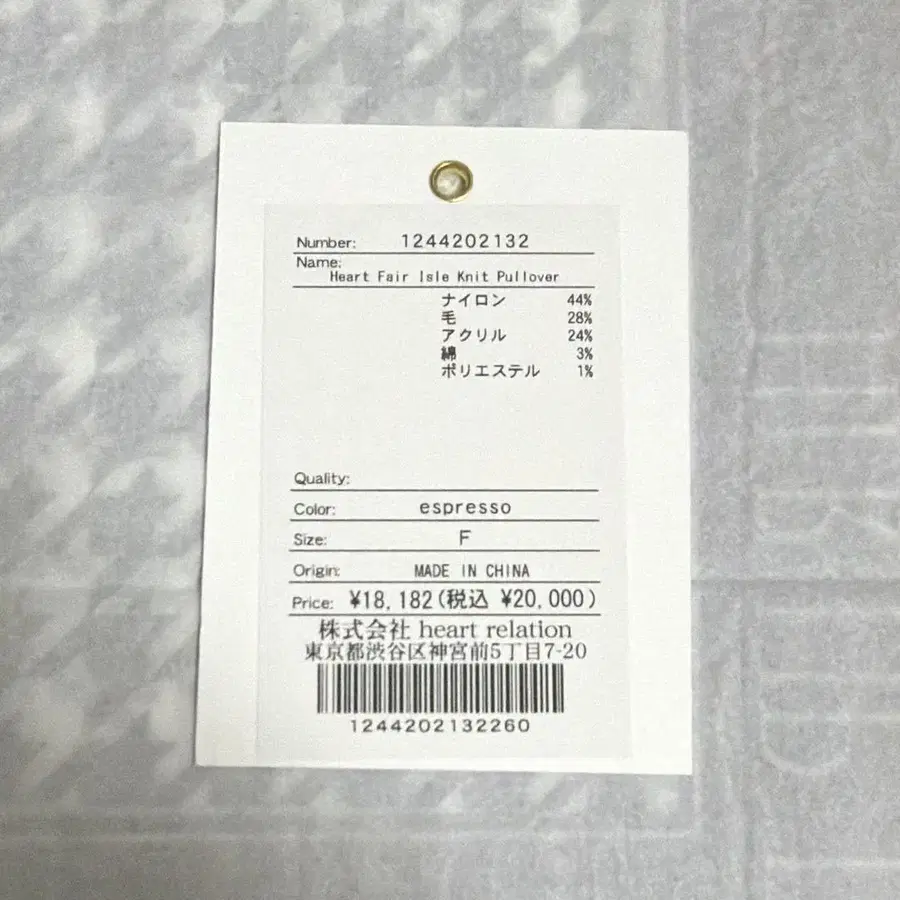 Number: 1244202132
Name:
Heart Fair Isle Knit Pullover
ナイロン 44%
毛 28%
アクリル 24%
綿 3%
ポリエステル 1%
Quality:
Color: espresso
Size: F
Origin: MADE IN CHINA
Price: ¥18,182(税込 ¥20,000)
株式会社 heart relation
東京都渋谷区神宮前5丁目7-20
1244202132260